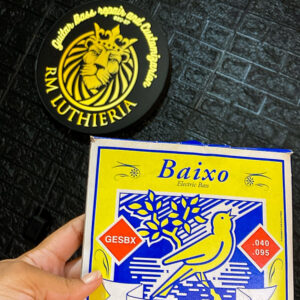 Guitar Bass repair and Customization
RM LUTHIERIA
Baixo
Electric Bass
GESBX
.040
.095